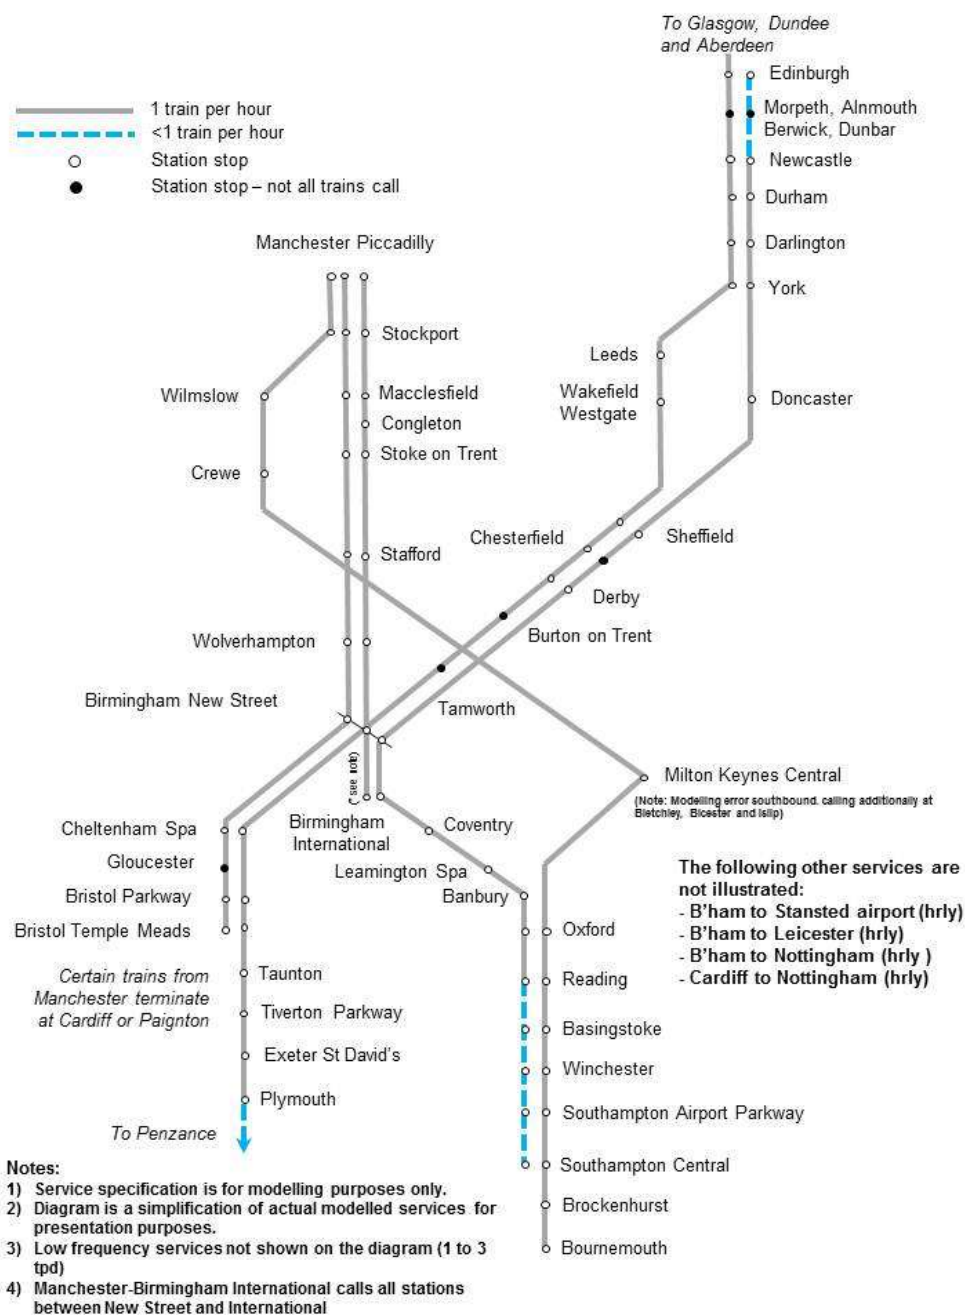 To Glasgow, Dundee
and Aberdeen
Edinburgh
1 train per hour
Morpeth, Alnmouth
<1 train per hour
Berwick, Dunbar
Station stop
Newcastle
Station stop – not all trains call
Durham
Manchester Piccadilly
Darlington
York
Stockport
Leeds
Wilmslow
Macclesfield
Wakefield
Westgate
Doncaster
Congleton
Stoke on Trent
Crewe
Chesterfield
Sheffield
Stafford
Derby
Burton on Trent
Wolverhampton
Birmingham New Street
Tamworth
(* see note)
Milton Keynes Central
(Note: Modelling error southbound. calling additionally at
Bletchley, Bicester and Islip)
Cheltenham Spa
Birmingham
International
Coventry
Gloucester
Leamington Spa
The following other services are
not illustrated:
- B'ham to Stansted airport (hrly)
- B'ham to Leicester (hrly)
- B'ham to Nottingham (hrly )
- Cardiff to Nottingham (hrly)
Bristol Parkway
Banbury
Bristol Temple Meads
Oxford
Certain trains from
Manchester terminate
at Cardiff or Paignton
Taunton
Reading
Tiverton Parkway
Basingstoke
Exeter St David's
Winchester
Plymouth
Southampton Airport Parkway
To Penzance
Southampton Central
Brockenhurst
Bournemouth
Notes:
1) Service specification is for modelling purposes only.
2) Diagram is a simplification of actual modelled services for
presentation purposes.
3) Low frequency services not shown on the diagram (1 to 3
tpd)
4) Manchester-Birmingham International calls all stations
between New Street and International